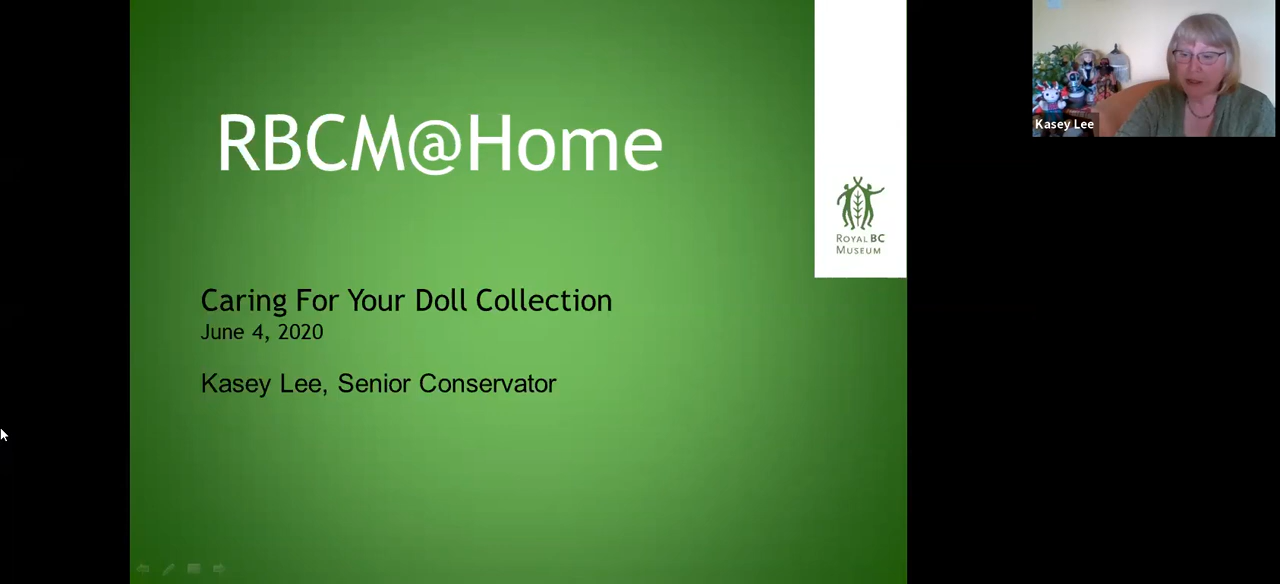 RBCM@Home
ROYAL BC
MUSEUM
Caring For Your Doll Collection
June 4, 2020
Kasey Lee, Senior Conservator
Kasey Lee